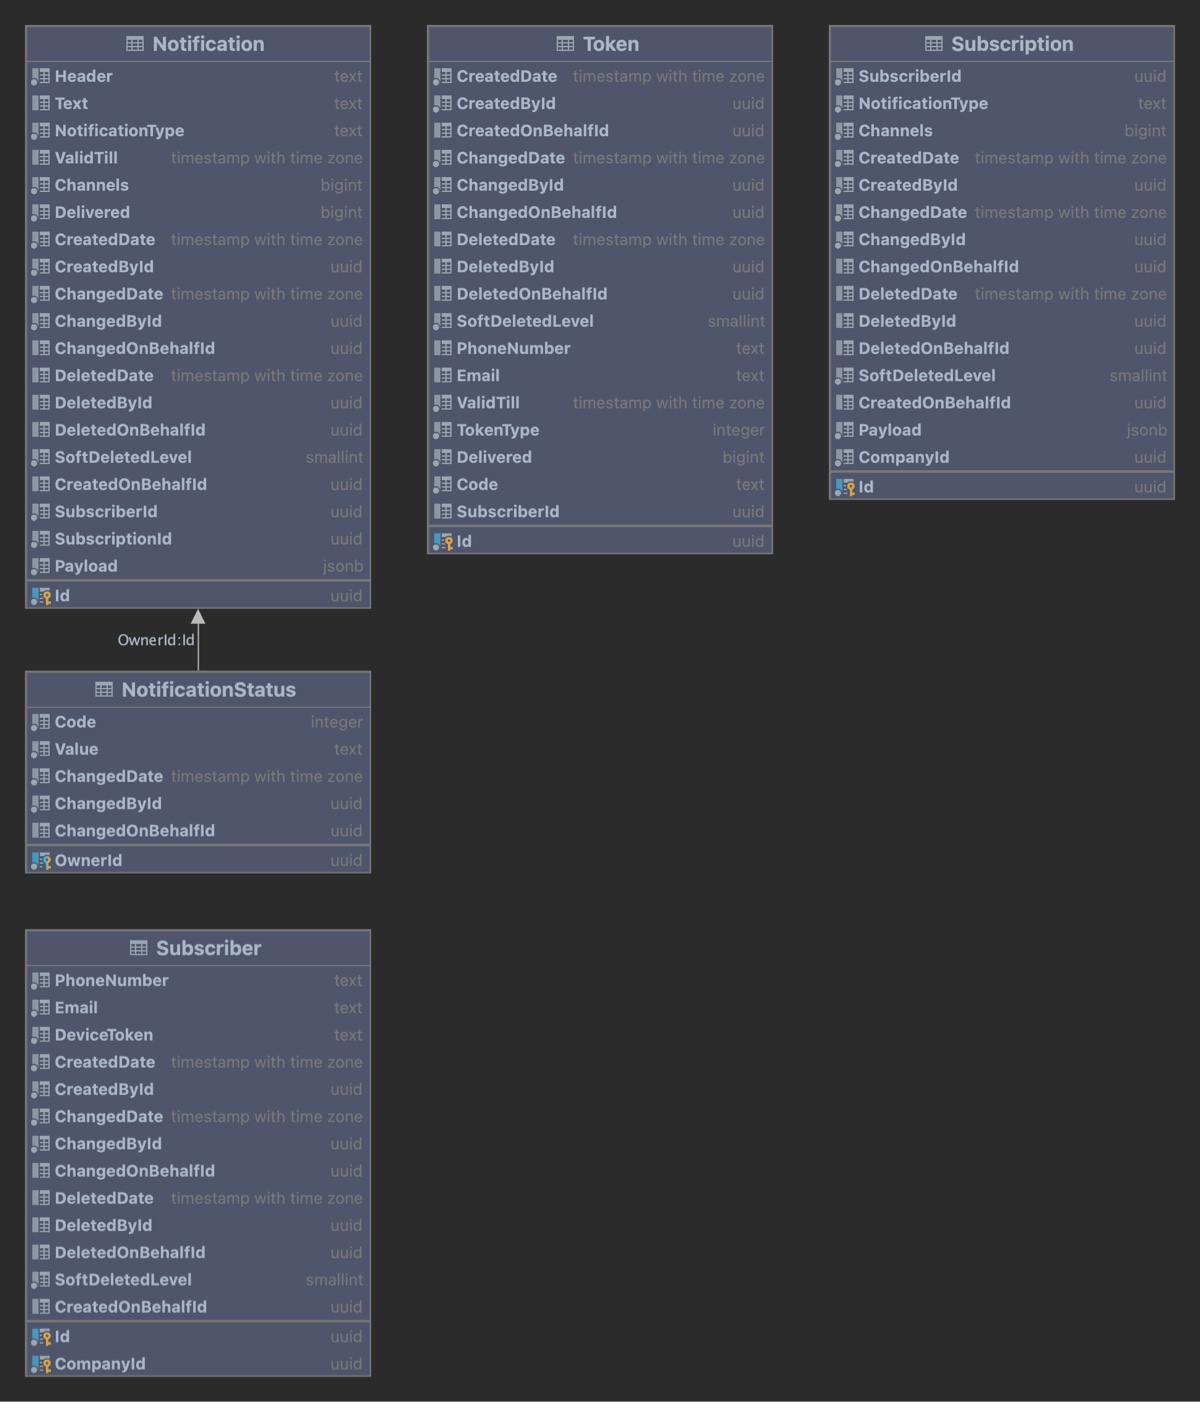 Notification
Header text
Text text
NotificationType text
ValidTill timestamp with time zone
Channels bigint
Delivered bigint
CreatedDate timestamp with time zone
CreatedById uuid
ChangedDate timestamp with time zone
ChangedById uuid
ChangedOnBehalfId uuid
DeletedDate timestamp with time zone
DeletedById uuid
DeletedOnBehalfId uuid
SoftDeletedLevel smallint
CreatedOnBehalfId uuid
SubscriberId uuid
SubscriptionId uuid
Payload jsonb
Id uuid
OwnerId:Id
NotificationStatus
Code integer
Value text
ChangedDate timestamp with time zone
ChangedById uuid
ChangedOnBehalfId uuid
OwnerId uuid
Subscriber
PhoneNumber text
Email text
DeviceToken text
CreatedDate timestamp with time zone
CreatedById uuid
ChangedDate timestamp with time zone
ChangedById uuid
ChangedOnBehalfId uuid
DeletedDate timestamp with time zone
DeletedById uuid
DeletedOnBehalfId uuid
SoftDeletedLevel smallint
CreatedOnBehalfId uuid
Id uuid
CompanyId uuid
Token
CreatedDate timestamp with time zone
CreatedById uuid
CreatedOnBehalfId uuid
ChangedDate timestamp with time zone
ChangedById uuid
ChangedOnBehalfId uuid
DeletedDate timestamp with time zone
DeletedById uuid
DeletedOnBehalfId uuid
SoftDeletedLevel smallint
PhoneNumber text
Email text
ValidTill timestamp with time zone
TokenType integer
Delivered bigint
Code text
SubscriberId uuid
Id uuid
Subscription
SubscriberId uuid
NotificationType text
Channels bigint
CreatedDate timestamp with time zone
CreatedById uuid
ChangedDate timestamp with time zone
ChangedById uuid
ChangedOnBehalfId uuid
DeletedDate timestamp with time zone
DeletedById uuid
DeletedOnBehalfId uuid
SoftDeletedLevel smallint
CreatedOnBehalfId uuid
Payload jsonb
CompanyId uuid
Id uuid